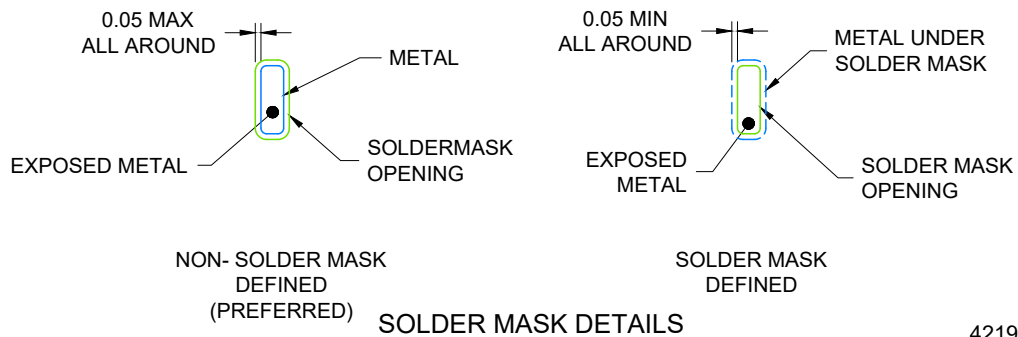 0.05 MAX
ALL AROUND
METAL
EXPOSED METAL
SOLDERMASK
OPENING
NON- SOLDER MASK
DEFINED
(PREFERRED)
0.05 MIN
ALL AROUND
METAL UNDER
SOLDER MASK
EXPOSED
METAL
SOLDER MASK
OPENING
SOLDER MASK
DEFINED
SOLDER MASK DETAILS
4219